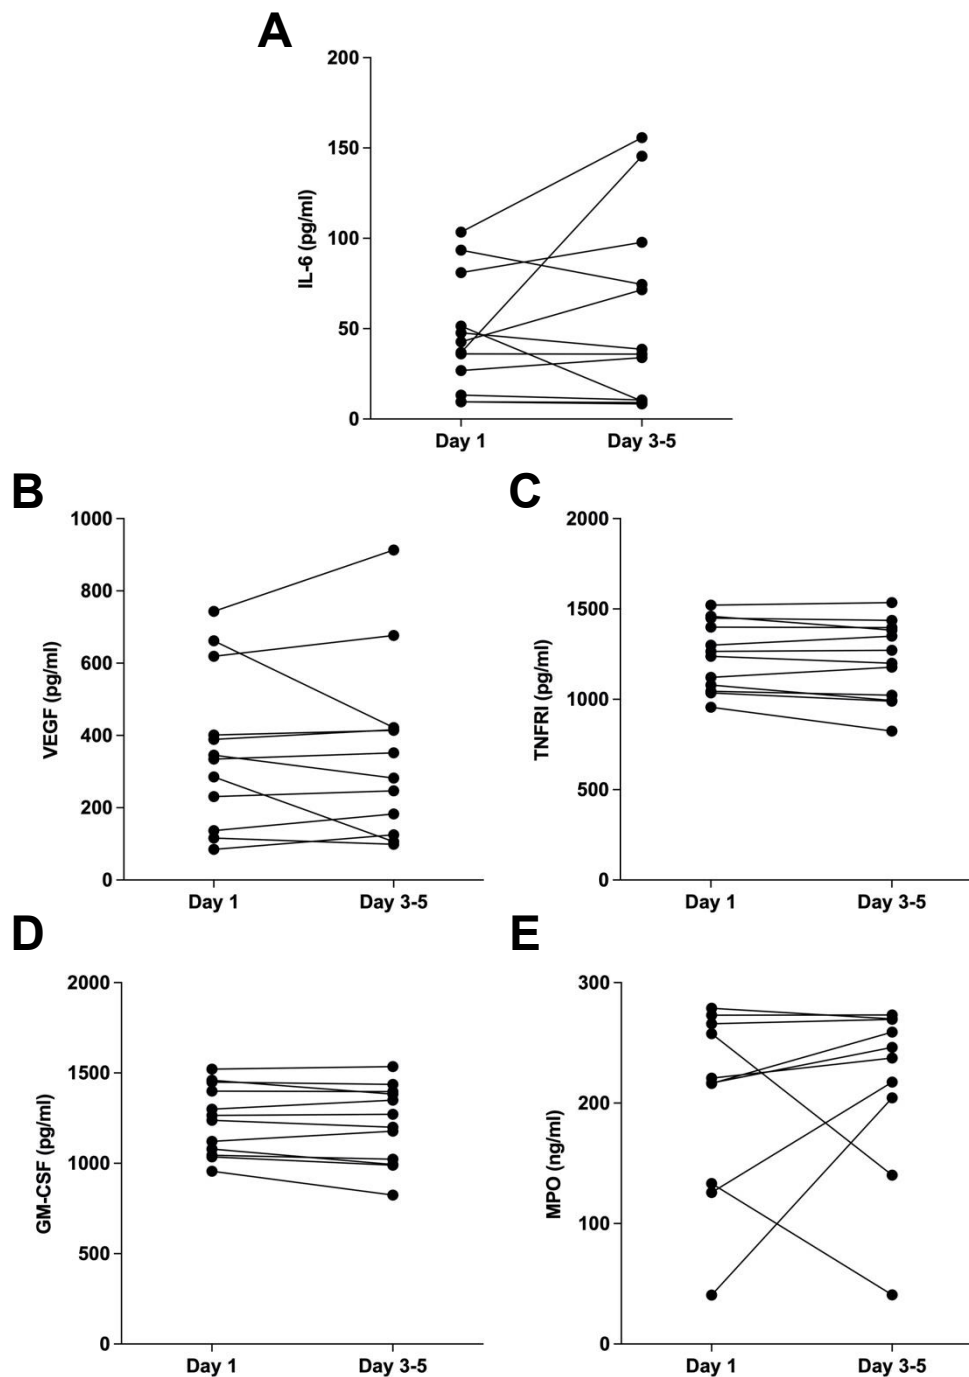 A
200
150
100
50
0
IL-6 (pg/ml)
Day 1 Day 3-5
B
1000
800
600
400
200
0
VEGF (pg/ml)
Day 1 Day 3-5
C
2000
1500
1000
500
0
TNFRI (pg/ml)
Day 1 Day 3-5
D
2000
1500
1000
500
0
GM-CSF (pg/ml)
Day 1 Day 3-5
E
300
200
100
0
MPO (ng/ml)
Day 1 Day 3-5